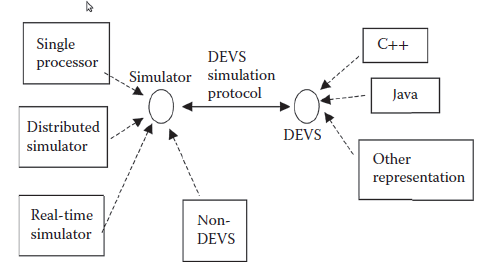 Single
processor
Simulator
DEVS
simulation
protocol
C++
Java
Distributed
simulator
DEVS
Other
representation
Real-time
simulator
Non-
DEVS